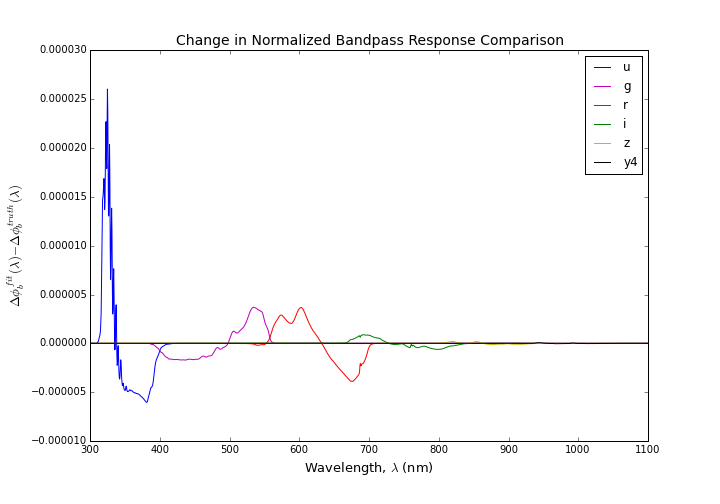 Change in Normalized Bandpass Response Comparison
0.000030
0.000025
0.000020
0.000015
0.000010
0.000005
0.000000
−0.000005
−0.000010
Δϕ_b^{fit}(λ)−Δϕ_b^{truth}(λ)
u
g
r
i
z
y4
300 400 500 600 700 800 900 1000 1100
Wavelength, λ (nm)